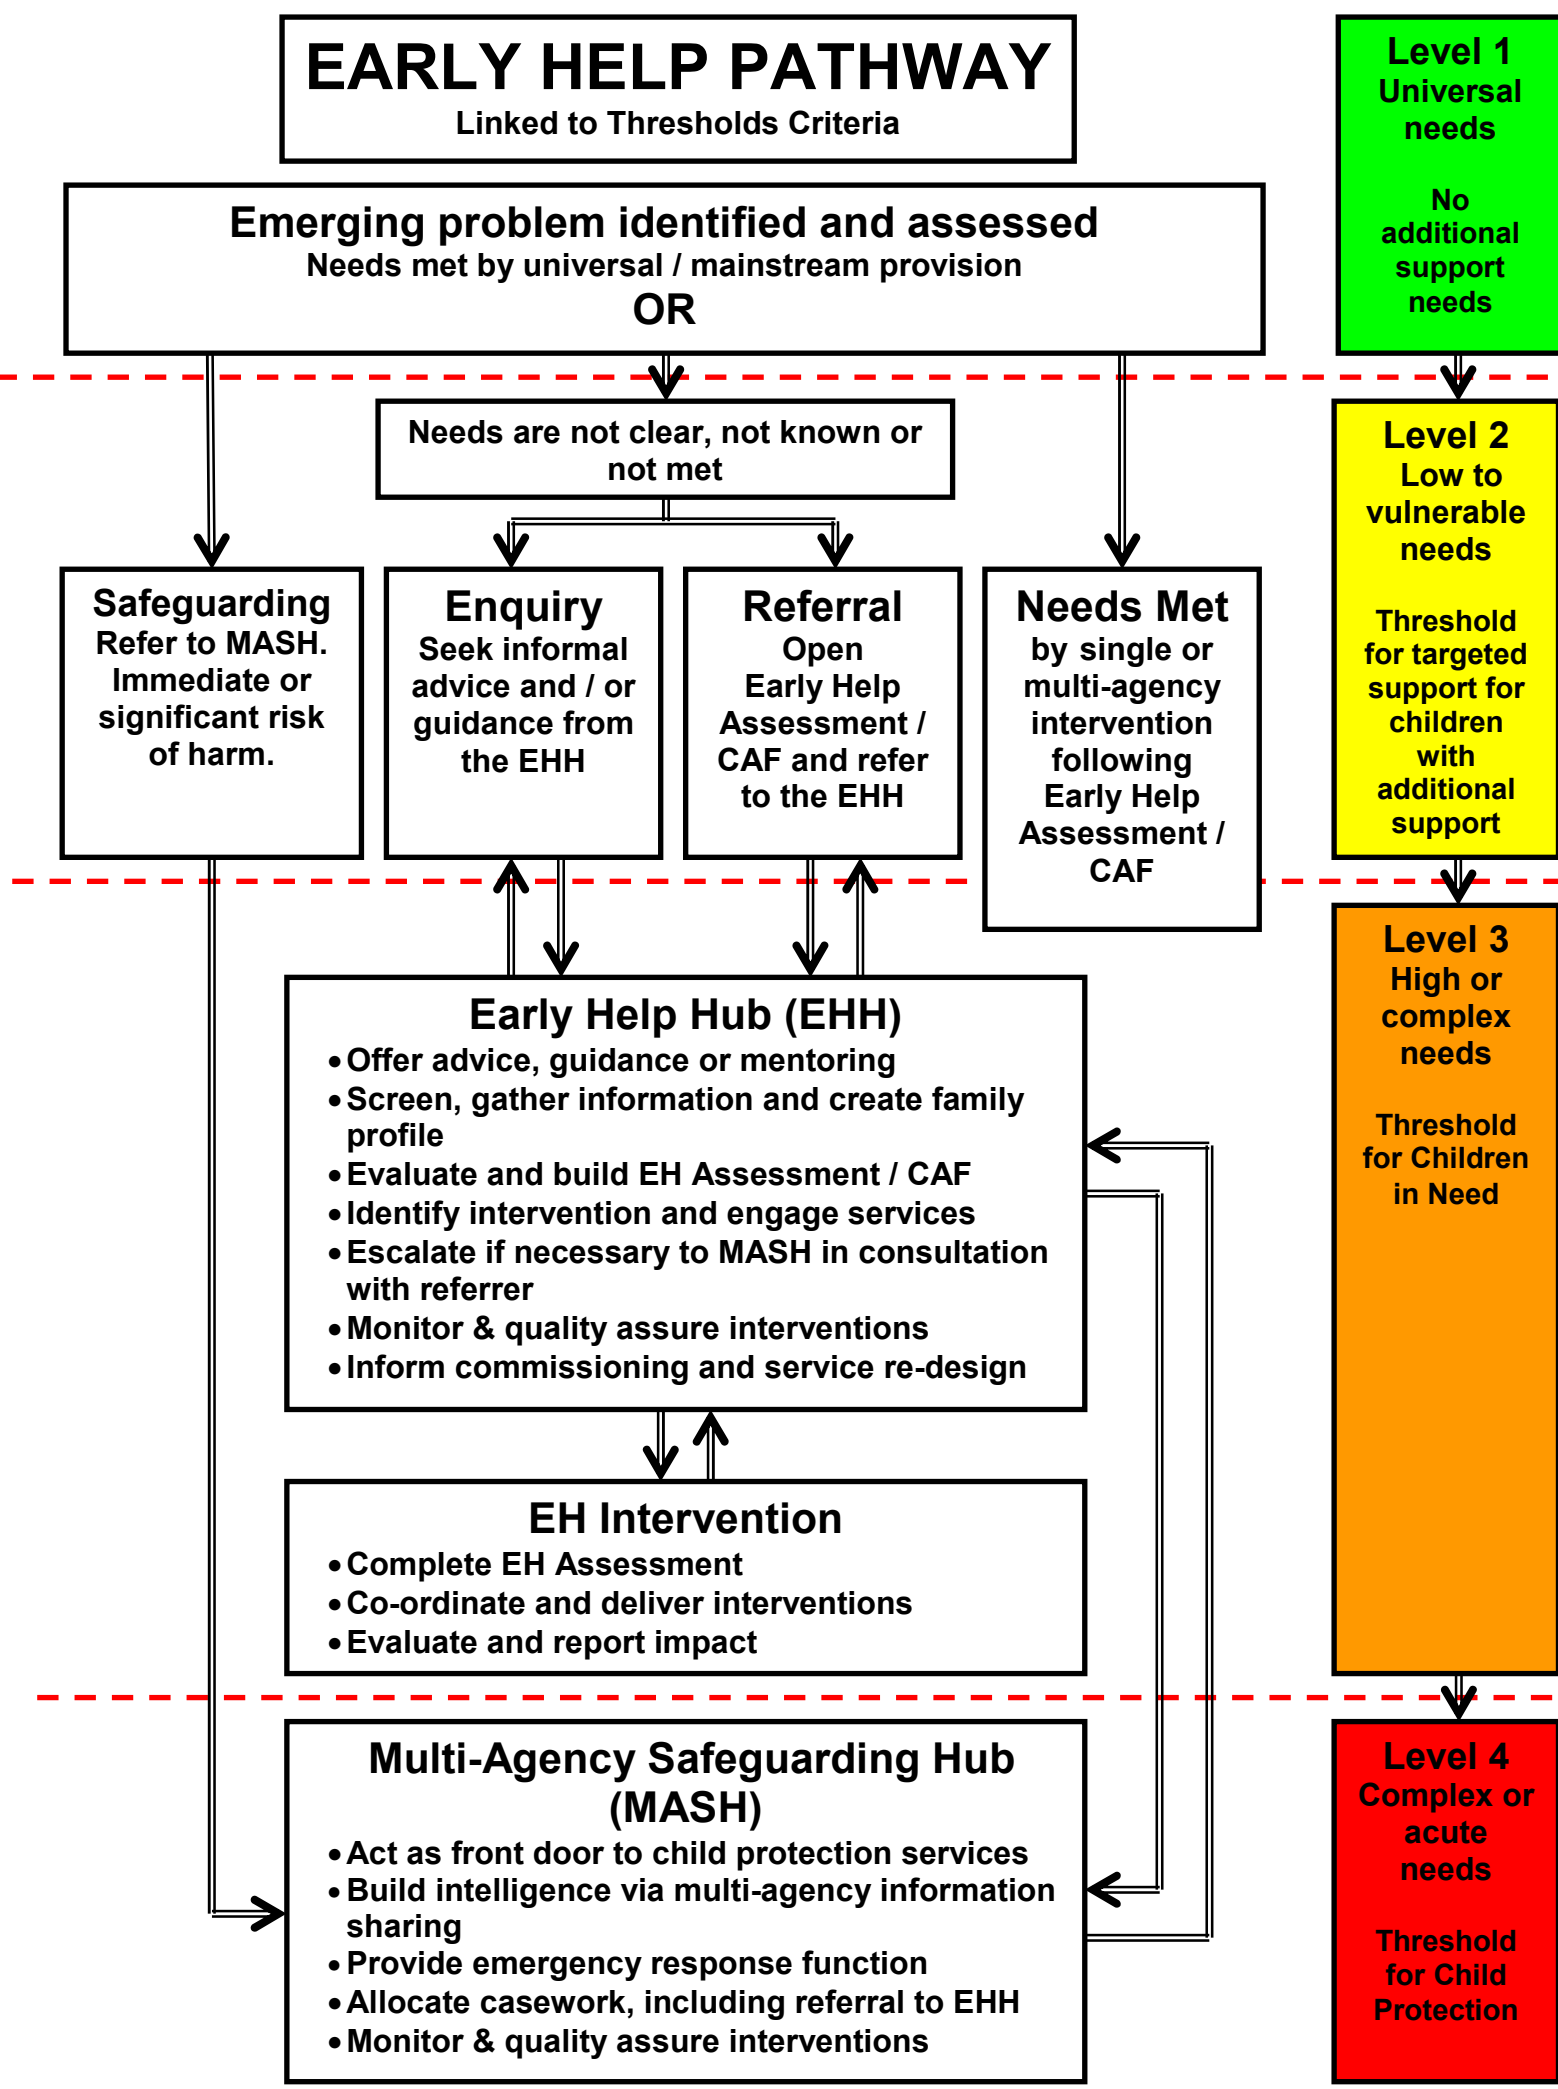 EARLY HELP PATHWAY
Linked to Thresholds Criteria
Emerging problem identified and assessed
Needs met by universal / mainstream provision
OR
Needs are not clear, not known or
not met
Safeguarding
Refer to MASH.
Immediate or
significant risk
of harm.
Enquiry
Seek informal
advice and / or
guidance from
the EHH
Referral
Open
Early Help
Assessment /
CAF and refer
to the EHH
Needs Met
by single or
multi-agency
intervention
following
Early Help
Assessment /
CAF
Early Help Hub (EHH)
• Offer advice, guidance or mentoring
• Screen, gather information and create family
profile
• Evaluate and build EH Assessment / CAF
• Identify intervention and engage services
• Escalate if necessary to MASH in consultation
with referrer
• Monitor & quality assure interventions
• Inform commissioning and service re-design
EH Intervention
• Complete EH Assessment
• Co-ordinate and deliver interventions
• Evaluate and report impact
Multi-Agency Safeguarding Hub
(MASH)
• Act as front door to child protection services
• Build intelligence via multi-agency information
sharing
• Provide emergency response function
• Allocate casework, including referral to EHH
• Monitor & quality assure interventions
Level 1
Universal
needs
No
additional
support
needs
Level 2
Low to
vulnerable
needs
Threshold
for targeted
support for
children
with
additional
support
Level 3
High or
complex
needs
Threshold
for Children
in Need
Level 4
Complex or
acute
needs
Threshold
for Child
Protection